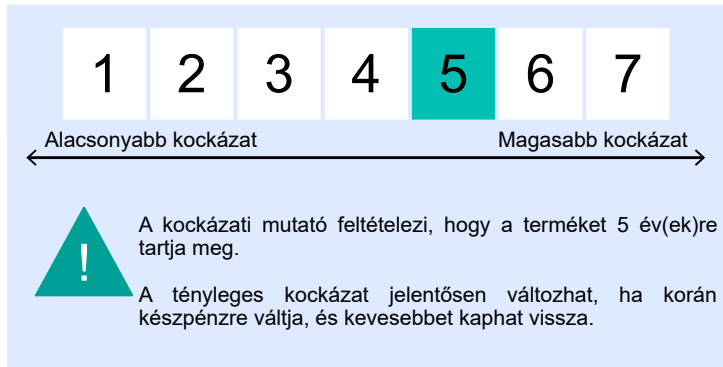 1 2 3 4 5 6 7
Alacsonyabb kockázat Magasabb kockázat
!
A kockázati mutató feltételezi, hogy a terméket 5 év(ek)re
tartja meg.
A tényleges kockázat jelentősen változhat, ha korán
készpénzre váltja, és kevesebbet kaphat vissza.